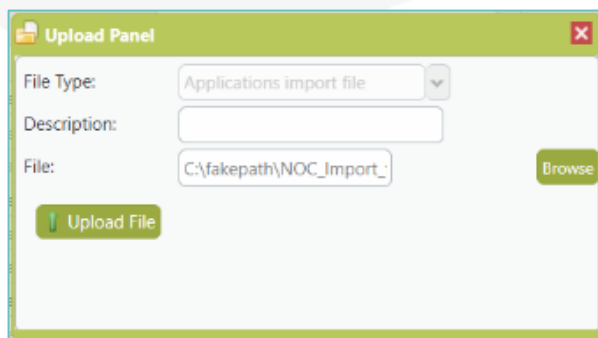 Upload Panel
File Type: Applications import file
Description:
File: C:\fakepath\NOC_Import_ Browse
Upload File